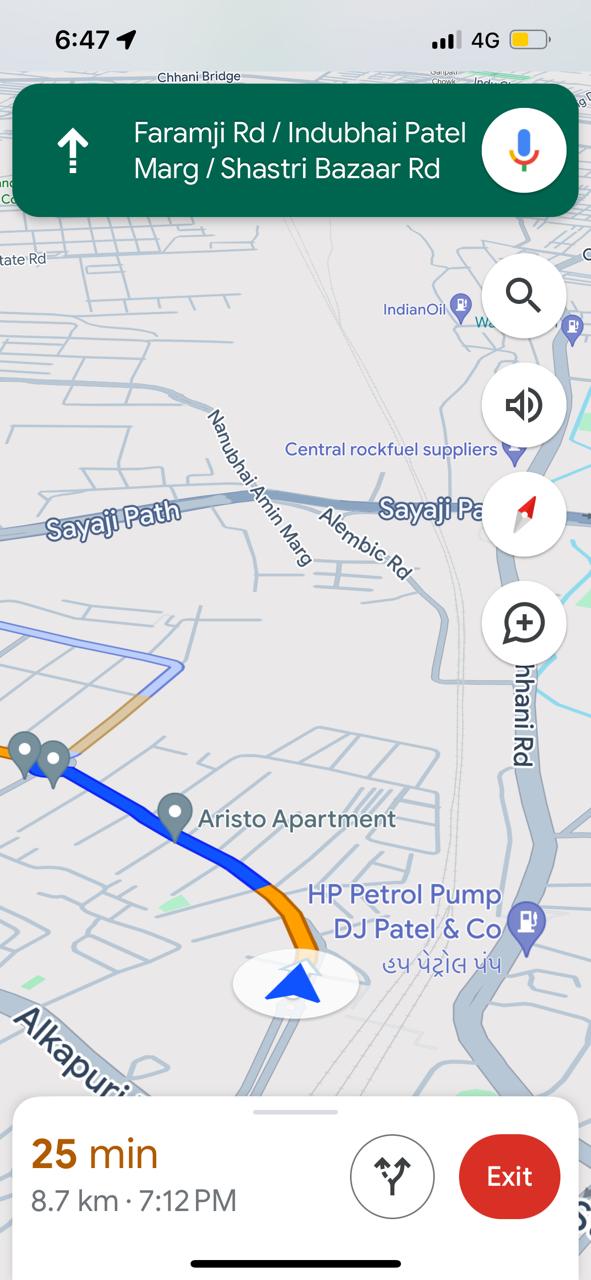 6:47
4G
Chhani Bridge
Faramji Rd / Indubhai Patel
Marg / Shastri Bazaar Rd
tate Rd
IndianOil
Central rockfuel suppliers
Nanubhai Amin Marg
Sayaji Path
Sayaji Pa
Alembic Rd
hhani Rd
Aristo Apartment
HP Petrol Pump
DJ Patel & Co
હપ પેટ્રોલ પંપ
Alkapuri
25 min
8.7 km · 7:12 PM
Exit